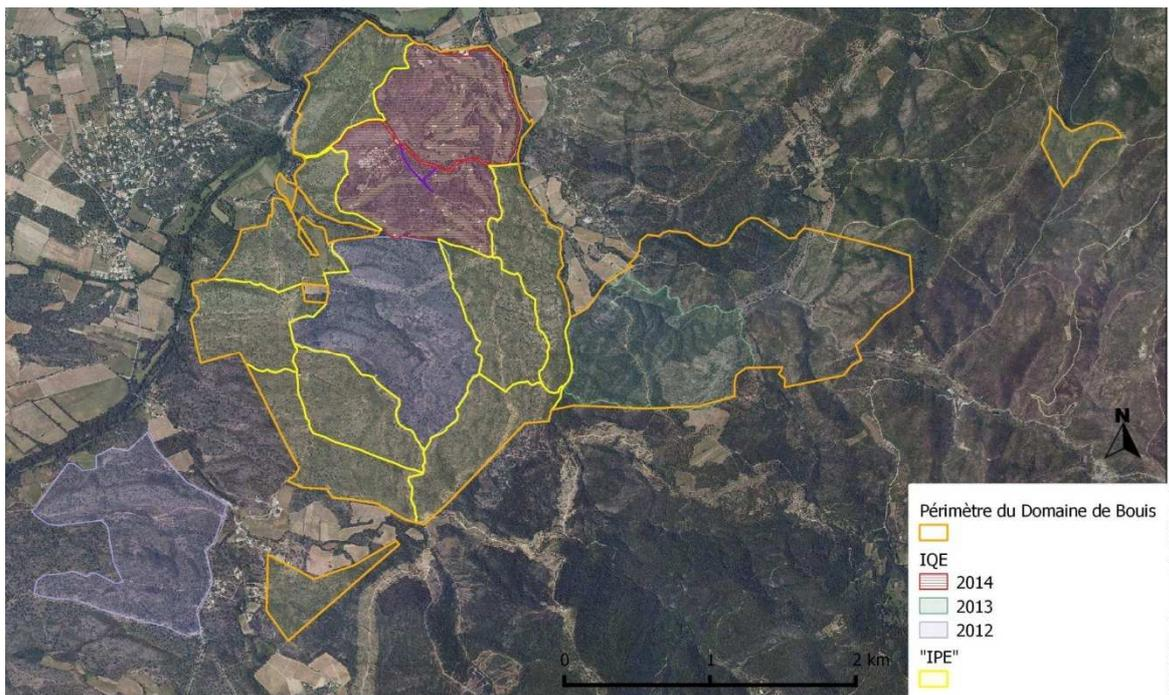 N
Périmètre du Domaine de Bouis
IQE
2014
2013
2012
"IPE"
0 1 2 km